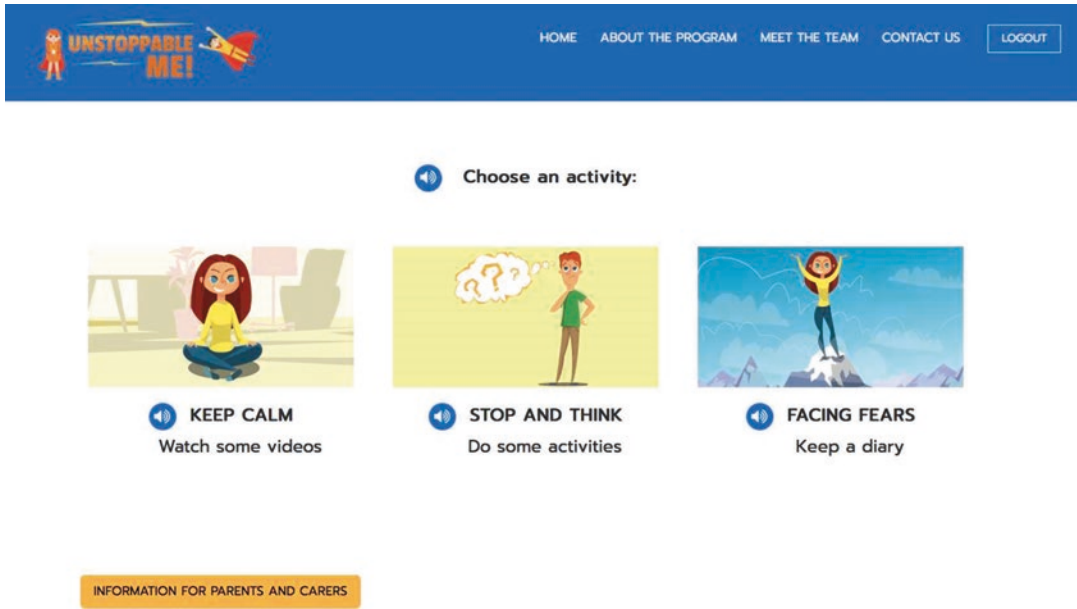 UNSTOPPABLE
ME!
HOME ABOUT THE PROGRAM MEET THE TEAM CONTACT US LOGOUT
Choose an activity:
? ? ?
KEEP CALM
Watch some videos
STOP AND THINK
Do some activities
FACING FEARS
Keep a diary
INFORMATION FOR PARENTS AND CARERS